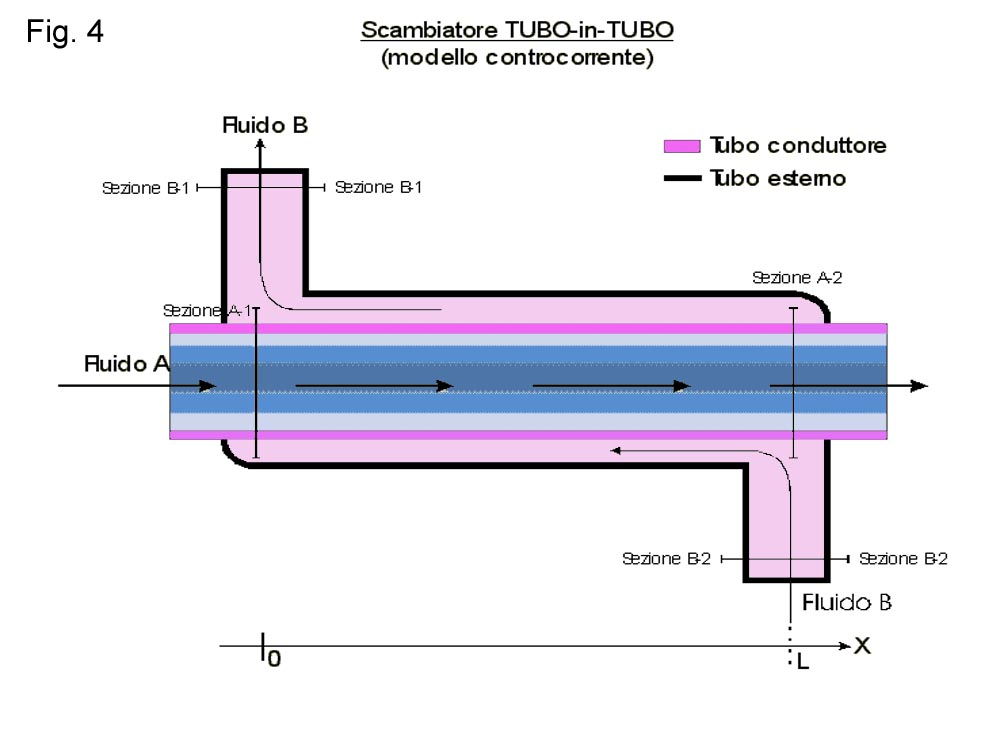 Fig. 4
Scambiatore TUBO-in-TUBO
(modello controcorrente)
Fluido B
Tubo conduttore
Tubo esterno
Sezione B-1
Sezione B-1
Sezione A-2
Sezione A-1
Fluido A
Sezione B-2
Sezione B-2
Fluido B
X
0
L